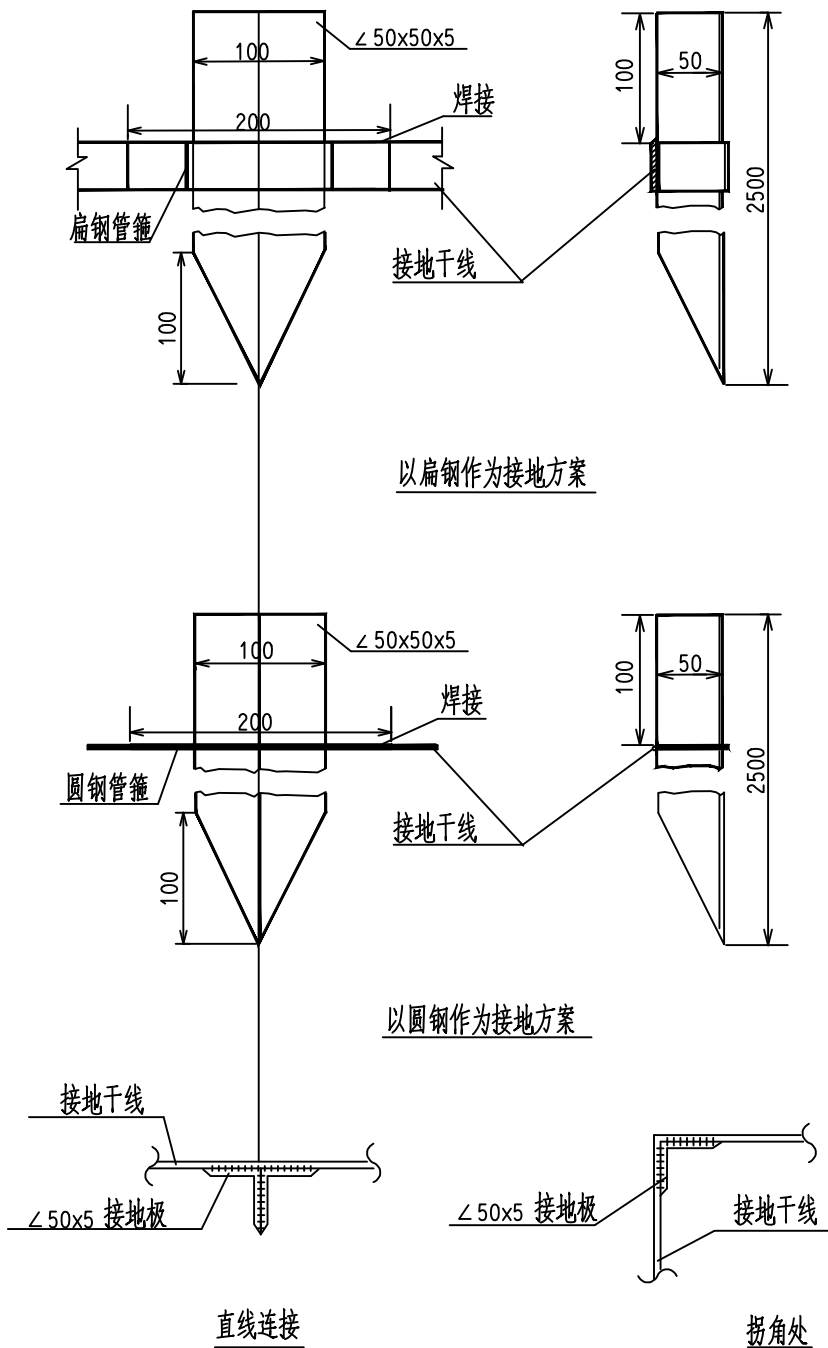 ∠50x50x5
100
200
焊接
扁钢管箍
接地干线
100
100
50
2500
以扁钢作为接地方案
∠50x50x5
100
200
焊接
圆钢管箍
接地干线
100
100
50
2500
以圆钢作为接地方案
接地干线
∠50x5 接地极
直线连接
∠50x5 接地极
接地干线
拐角处